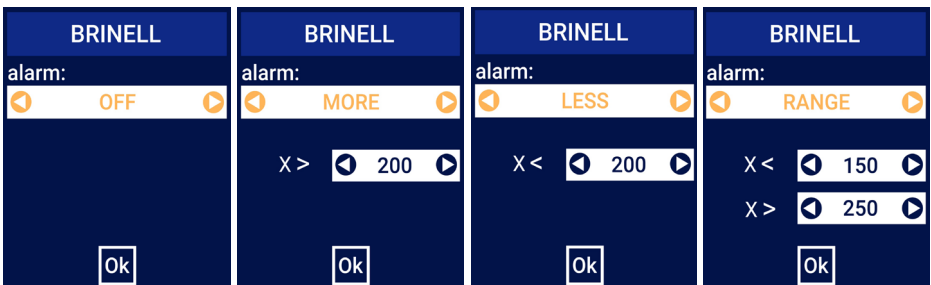 BRINELL
alarm:
OFF
Ok
BRINELL
alarm:
MORE
X > 200
Ok
BRINELL
alarm:
LESS
X < 200
Ok
BRINELL
alarm:
RANGE
X < 150
X > 250
Ok